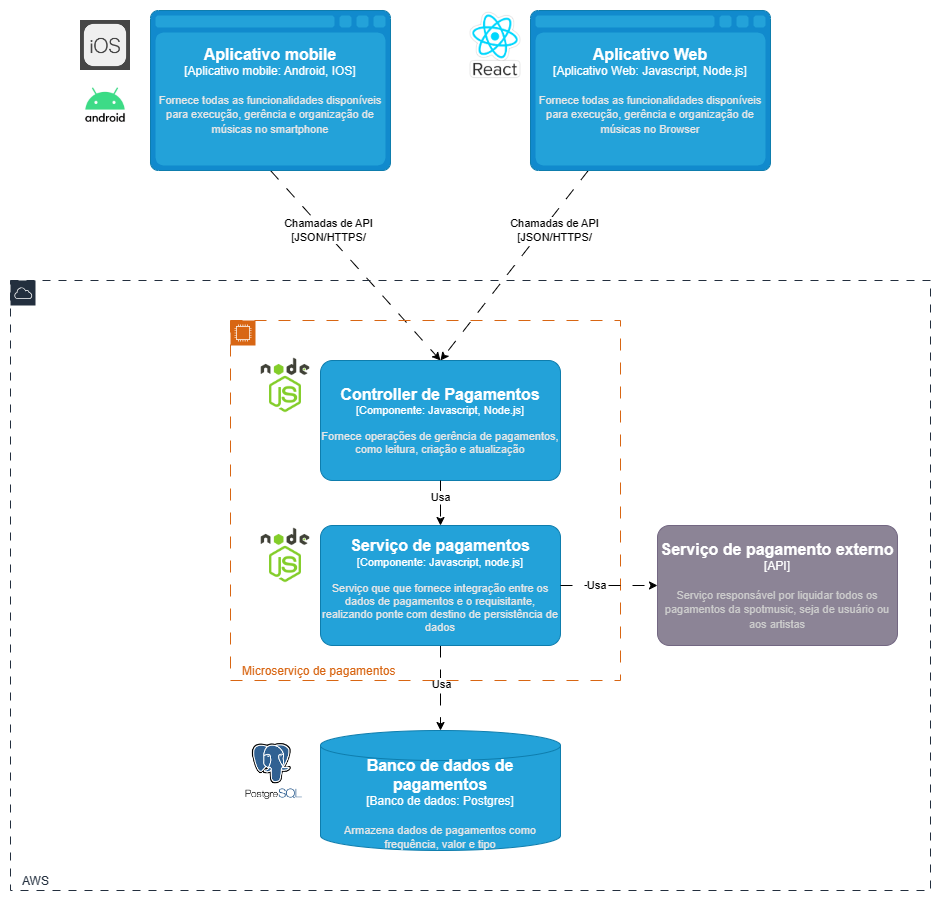 iOS
android
Aplicativo mobile
[Aplicativo mobile: Android, IOS]
Fornece todas as funcionalidades disponíveis
para execução, gerência e organização de
músicas no smartphone
React
Aplicativo Web
[Aplicativo Web: Javascript, Node.js]
Fornece todas as funcionalidades disponíveis
para execução, gerência e organização de
músicas no Browser
Chamadas de API
[JSON/HTTPS/
Chamadas de API
[JSON/HTTPS/
node
JS
Controller de Pagamentos
[Componente: Javascript, Node.js]
Fornece operações de gerência de pagamentos,
como leitura, criação e atualização
Usa
node
JS
Serviço de pagamentos
[Componente: Javascript, node.js]
Serviço que que fornece integração entre os
dados de pagamentos e o requisitante,
realizando ponte com destino de persistência de
dados
-Usa
Serviço de pagamento externo
[API]
Serviço responsável por liquidar todos os
pagamentos da spotmusic, seja de usuário ou
aos artistas
Microserviço de pagamentos
Usa
PostgreSQL
Banco de dados de
pagamentos
[Banco de dados: Postgres]
Armazena dados de pagamentos como
frequência, valor e tipo
AWS